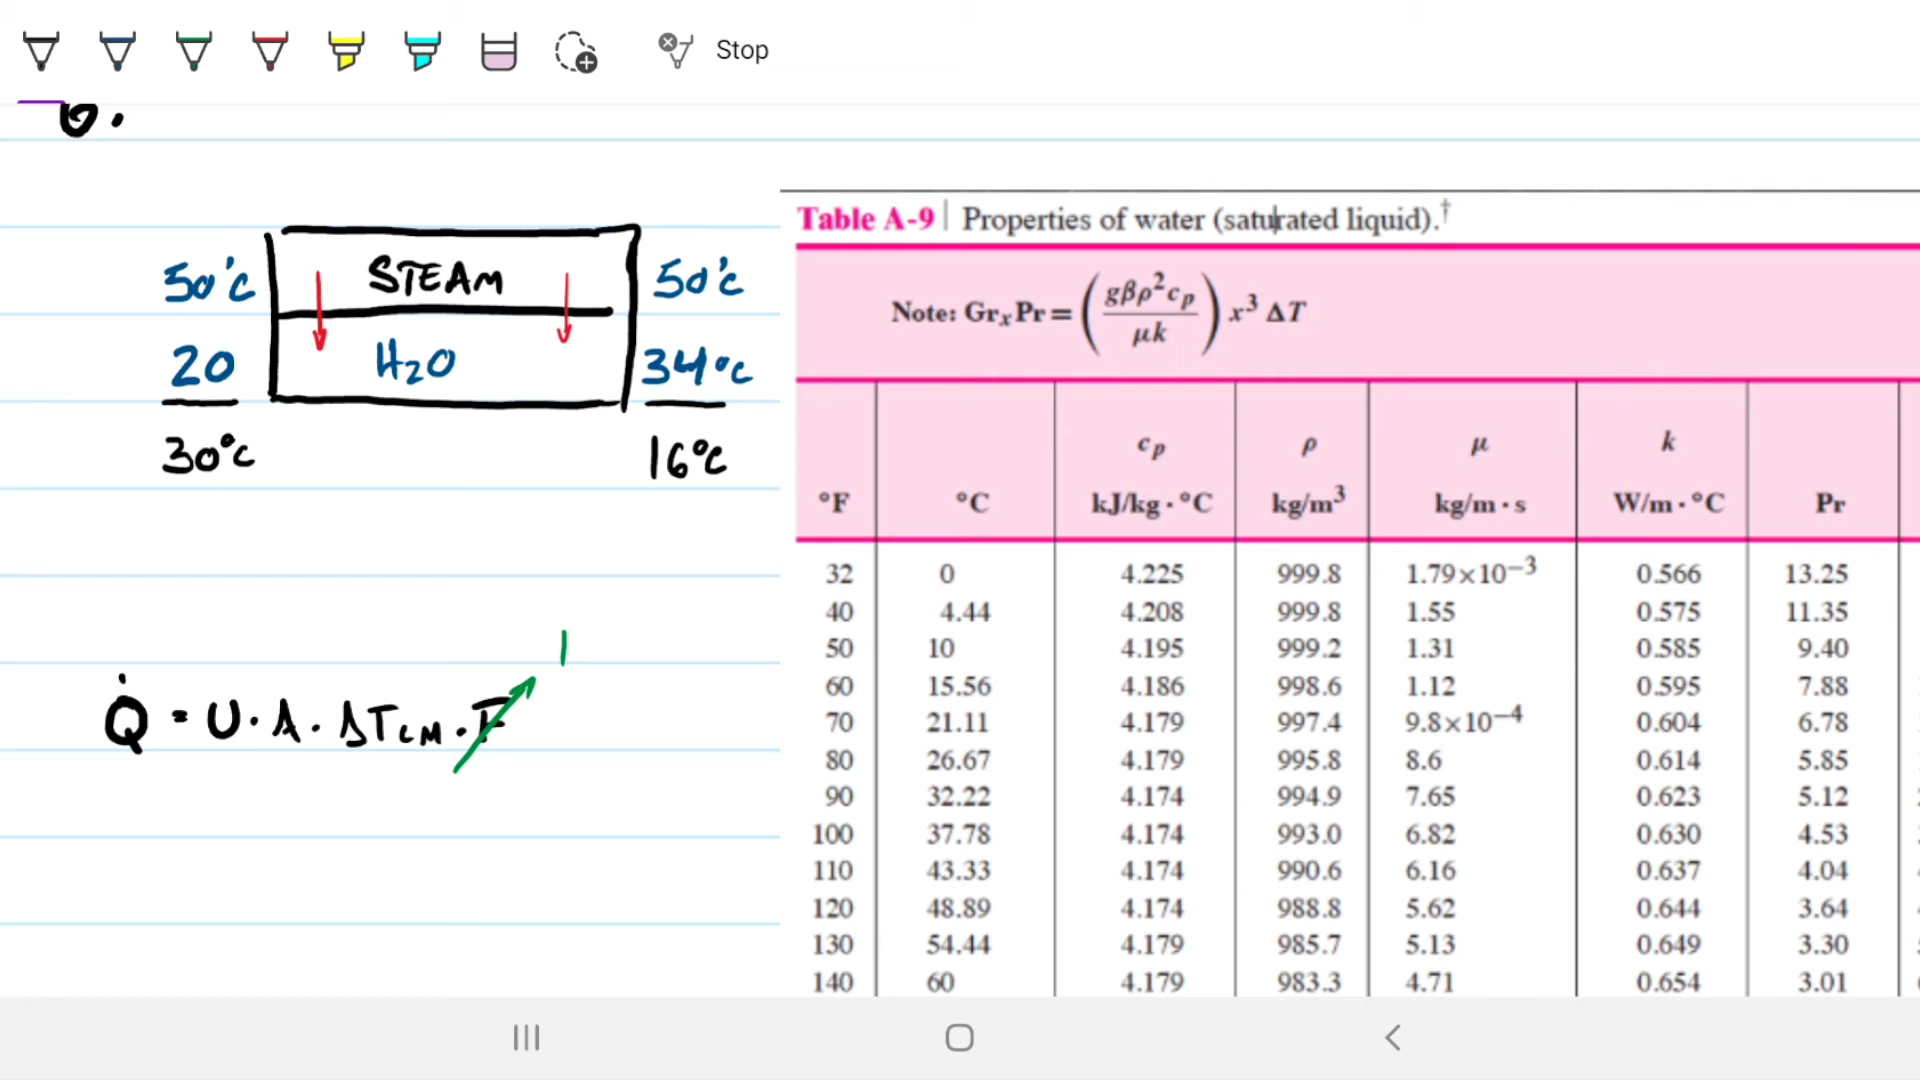 Stop
6.
50°C STEAM 50°C
20 H2O 34°C
30°C 16°C
1
Q̇ = U · A · ΔTLM · F
Table A-9 | Properties of water (saturated liquid).†
Note: GrxPr = (gβρ²cp / μk) x³ ΔT
cp ρ μ k
°F °C kJ/kg · °C kg/m³ kg/m · s W/m · °C Pr
32 0 4.225 999.8 1.79×10−3 0.566 13.25
40 4.44 4.208 999.8 1.55 0.575 11.35
50 10 4.195 999.2 1.31 0.585 9.40
60 15.56 4.186 998.6 1.12 0.595 7.88
70 21.11 4.179 997.4 9.8×10−4 0.604 6.78
80 26.67 4.179 995.8 8.6 0.614 5.85
90 32.22 4.174 994.9 7.65 0.623 5.12
100 37.78 4.174 993.0 6.82 0.630 4.53
110 43.33 4.174 990.6 6.16 0.637 4.04
120 48.89 4.174 988.8 5.62 0.644 3.64
130 54.44 4.179 985.7 5.13 0.649 3.30
140 60 4.179 983.3 4.71 0.654 3.01